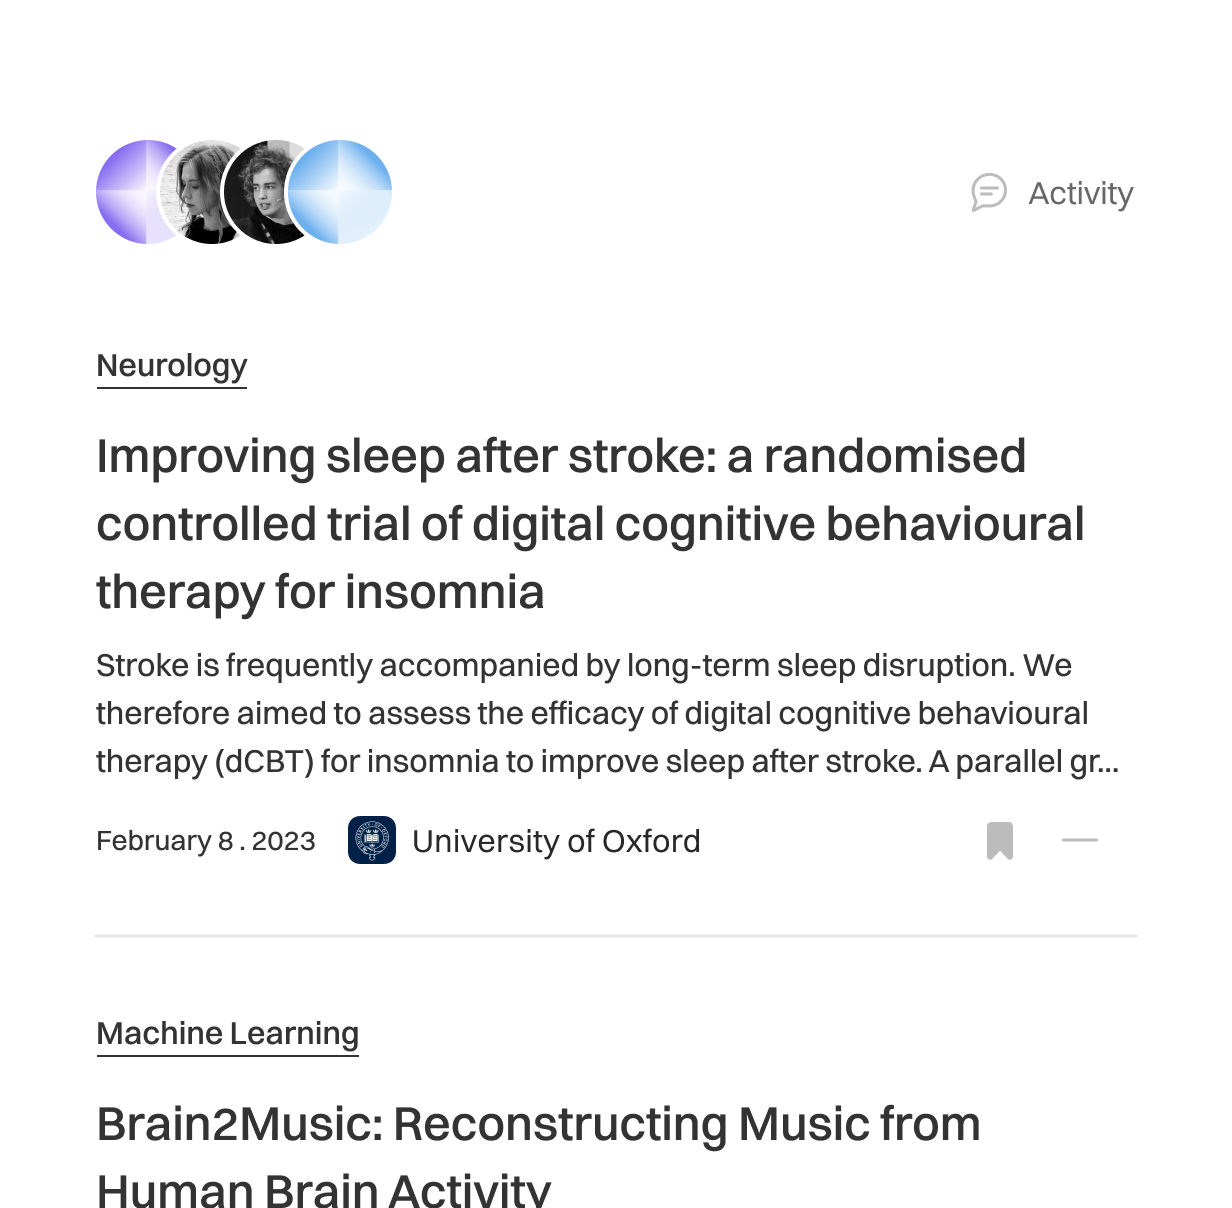 Activity
Neurology
Improving sleep after stroke: a randomised
controlled trial of digital cognitive behavioural
therapy for insomnia
Stroke is frequently accompanied by long-term sleep disruption. We
therefore aimed to assess the efficacy of digital cognitive behavioural
therapy (dCBT) for insomnia to improve sleep after stroke. A parallel gr...
February 8 . 2023 University of Oxford
Machine Learning
Brain2Music: Reconstructing Music from
Human Brain Activity